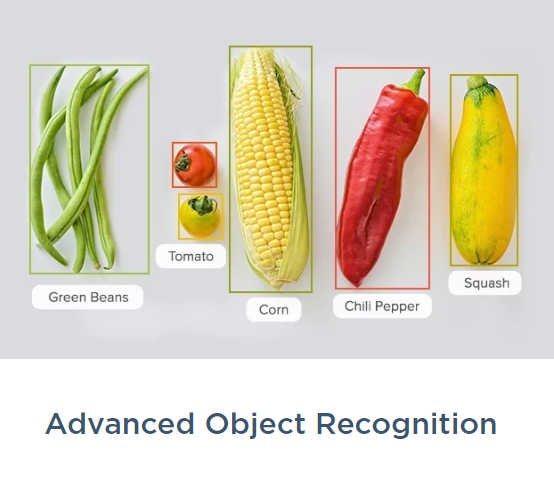 Green Beans
Tomato
Corn
Chili Pepper
Squash
Advanced Object Recognition